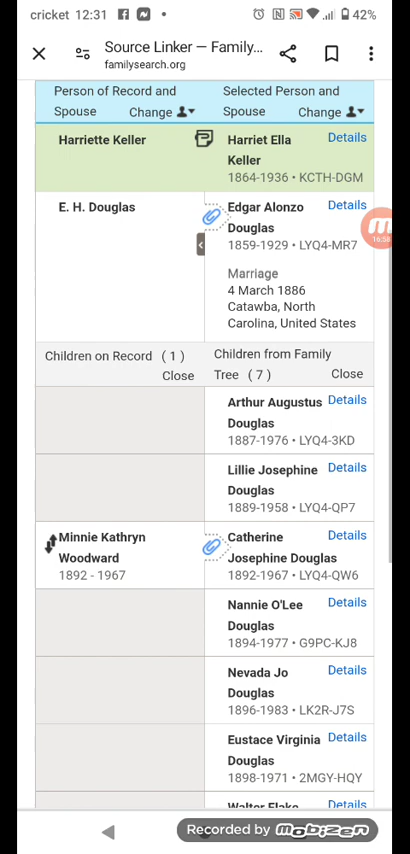 cricket 12:31 42%
Source Linker — Family...
familysearch.org
Person of Record and Spouse Change
Selected Person and Spouse Change
Harriette Keller
Harriet Ella Keller Details
1864-1936 • KCTH-DGM
E. H. Douglas
Edgar Alonzo Douglas Details
1859-1929 • LYQ4-MR7
16:58
Marriage
4 March 1886
Catawba, North
Carolina, United States
Children on Record ( 1 ) Close
Children from Family Tree ( 7 ) Close
Arthur Augustus Douglas Details
1887-1976 • LYQ4-3KD
Lillie Josephine Douglas Details
1889-1958 • LYQ4-QP7
Minnie Kathryn Woodward
1892 - 1967
Catherine Josephine Douglas Details
1892-1967 • LYQ4-QW6
Nannie O'Lee Douglas Details
1894-1977 • G9PC-KJ8
Nevada Jo Douglas Details
1896-1983 • LK2R-J7S
Eustace Virginia Douglas Details
1898-1971 • 2MGY-HQY
Walter Flake Details
Recorded by mobizen